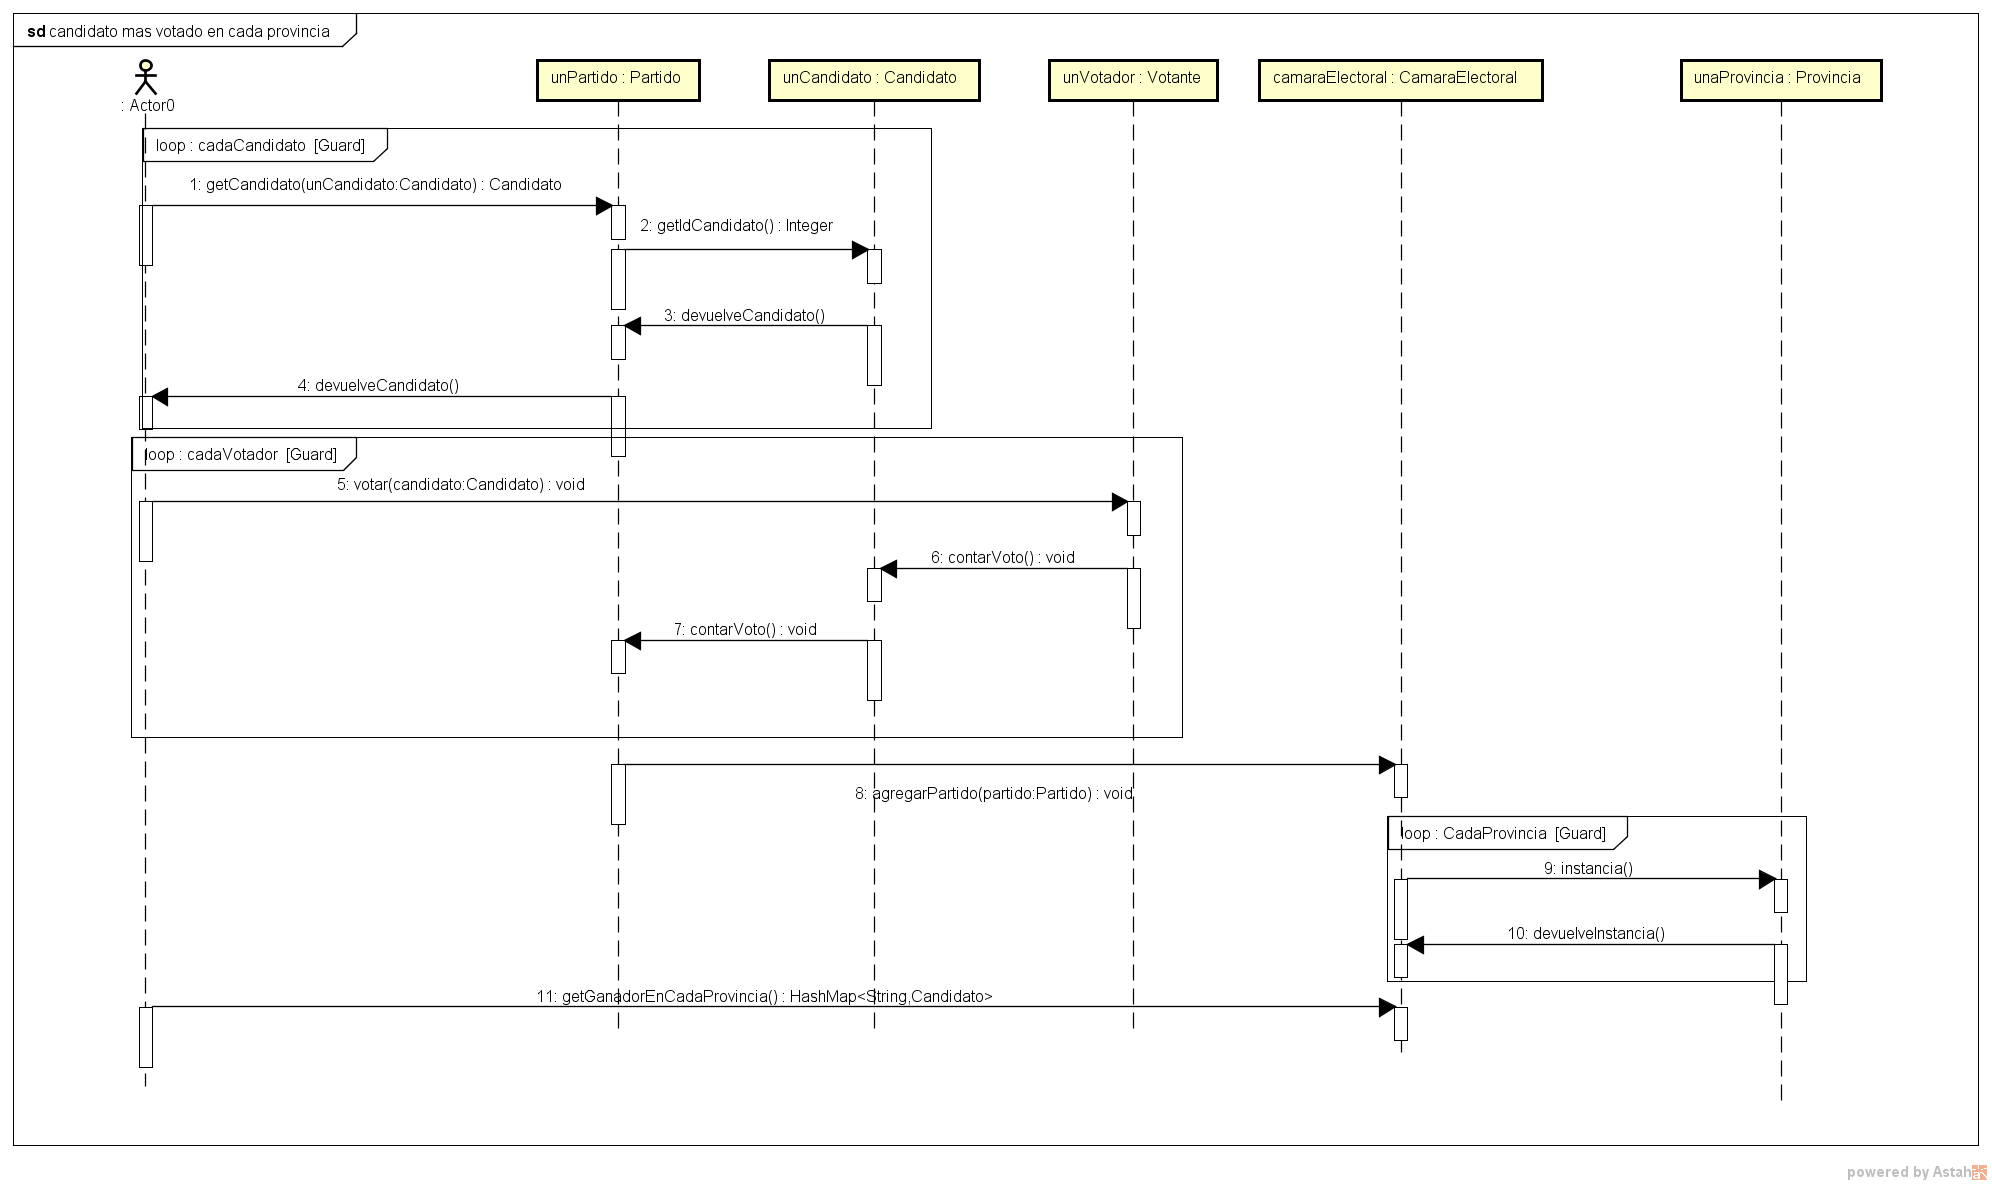 sd candidato mas votado en cada provincia
: Actor0
unPartido : Partido
unCandidato : Candidato
unVotador : Votante
camaraElectoral : CamaraElectoral
unaProvincia : Provincia
loop : cadaCandidato [Guard]
1: getCandidato(unCandidato:Candidato) : Candidato
2: getIdCandidato() : Integer
3: devuelveCandidato()
4: devuelveCandidato()
loop : cadaVotador [Guard]
5: votar(candidato:Candidato) : void
6: contarVoto() : void
7: contarVoto() : void
8: agregarPartido(partido:Partido) : void
loop : CadaProvincia [Guard]
9: instancia()
10: devuelveInstancia()
11: getGanadorEnCadaProvincia() : HashMap<String,Candidato>
powered by Astah